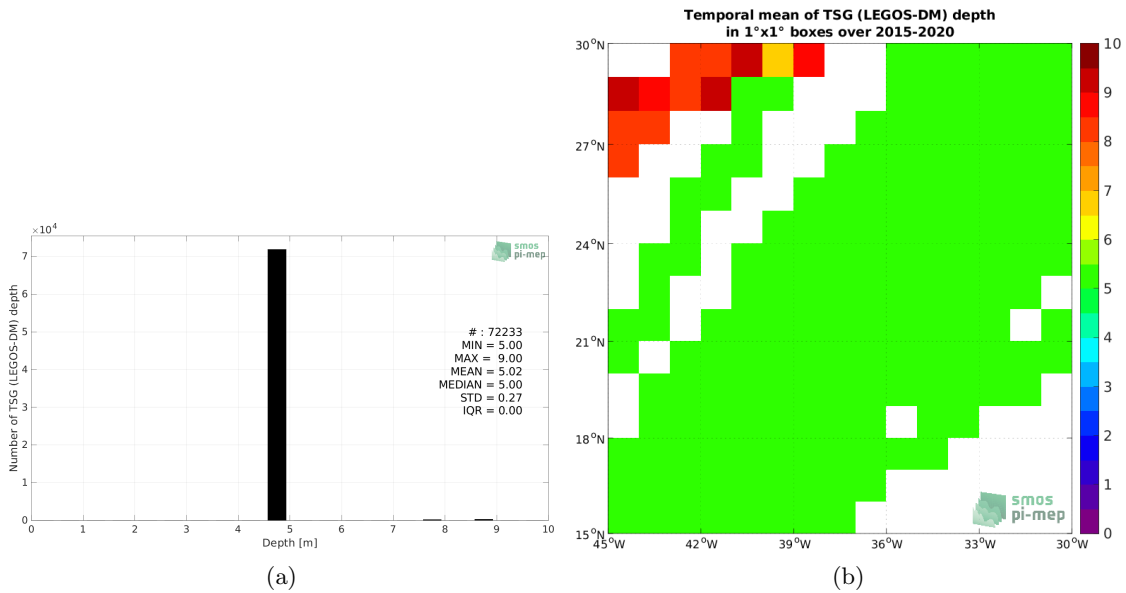 Temporal mean of TSG (LEGOS-DM) depth
in 1°x1° boxes over 2015-2020
×10⁴
7
6
5
4
3
2
1
0
Number of TSG (LEGOS-DM) depth
0 1 2 3 4 5 6 7 8 9 10
Depth [m]
smos
pi-mep
# : 72233
MIN = 5.00
MAX = 9.00
MEAN = 5.02
MEDIAN = 5.00
STD = 0.27
IQR = 0.00
(a)
30°N
27°N
24°N
21°N
18°N
15°N
45°W 42°W 39°W 36°W 33°W 30°W
smos
pi-mep
10
9
8
7
6
5
4
3
2
1
0
(b)